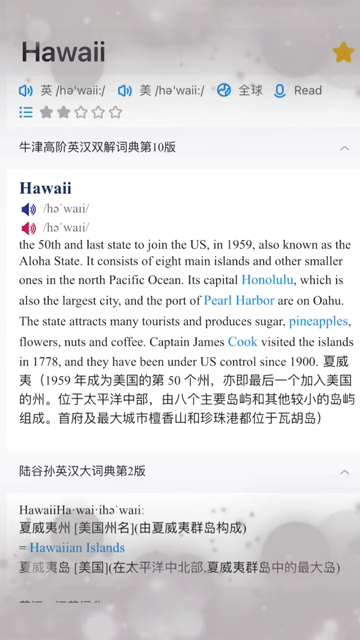 Hawaii
英 /hə'waii:/ 美 /hə'waii:/ 全球 Read
牛津高阶英汉双解词典第10版
Hawaii
/həˈwaɪi/
/həˈwaɪi/
the 50th and last state to join the US, in 1959, also known as the
Aloha State. It consists of eight main islands and other smaller
ones in the north Pacific Ocean. Its capital Honolulu, which is
also the largest city, and the port of Pearl Harbor are on Oahu.
The state attracts many tourists and produces sugar, pineapples,
flowers, nuts and coffee. Captain James Cook visited the islands
in 1778, and they have been under US control since 1900. 夏威
夷（1959 年成为美国的第 50 个州，亦即最后一个加入美国
的州。位于太平洋中部，由八个主要岛屿和其他较小的岛屿
组成。首府及最大城市檀香山和珍珠港都位于瓦胡岛）
陆谷孙英汉大词典第2版
HawaiiHa·wai·ihəˈwaɪiː
夏威夷州 [美国州名](由夏威夷群岛构成)
= Hawaiian Islands
夏威夷岛 [美国](在太平洋中北部,夏威夷群岛中的最大岛)